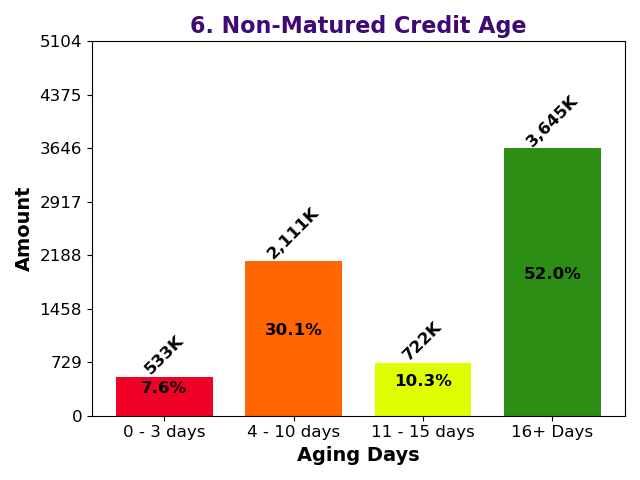 6. Non-Matured Credit Age
5104
4375
3646
2917
2188
1458
729
0
Amount
533K
2,111K
722K
3,645K
7.6%
30.1%
10.3%
52.0%
0 - 3 days
4 - 10 days
11 - 15 days
16+ Days
Aging Days